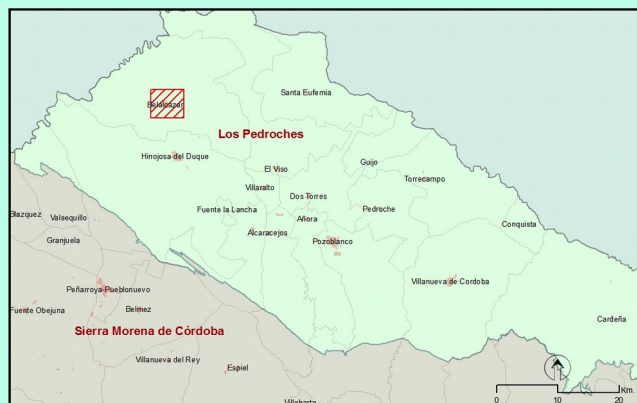 Santa Eufemia
Belalcazar
Los Pedroches
Hinojosa del Duque
Guijo
El Viso
Torrecampo
Villaralto
Dos Torres
Fuente la Lancha
Pedroche
Añora
Conquista
Blazquez
Valsequillo
Alcaracejos
Pozoblanco
Granjuela
Villanueva de Cordoba
Peñarroya-Pueblonuevo
Fuente Obejuna
Belmez
Cardeña
Sierra Morena de Córdoba
Villanueva del Rey
Espiel
Villaharta
Km
0 10 20